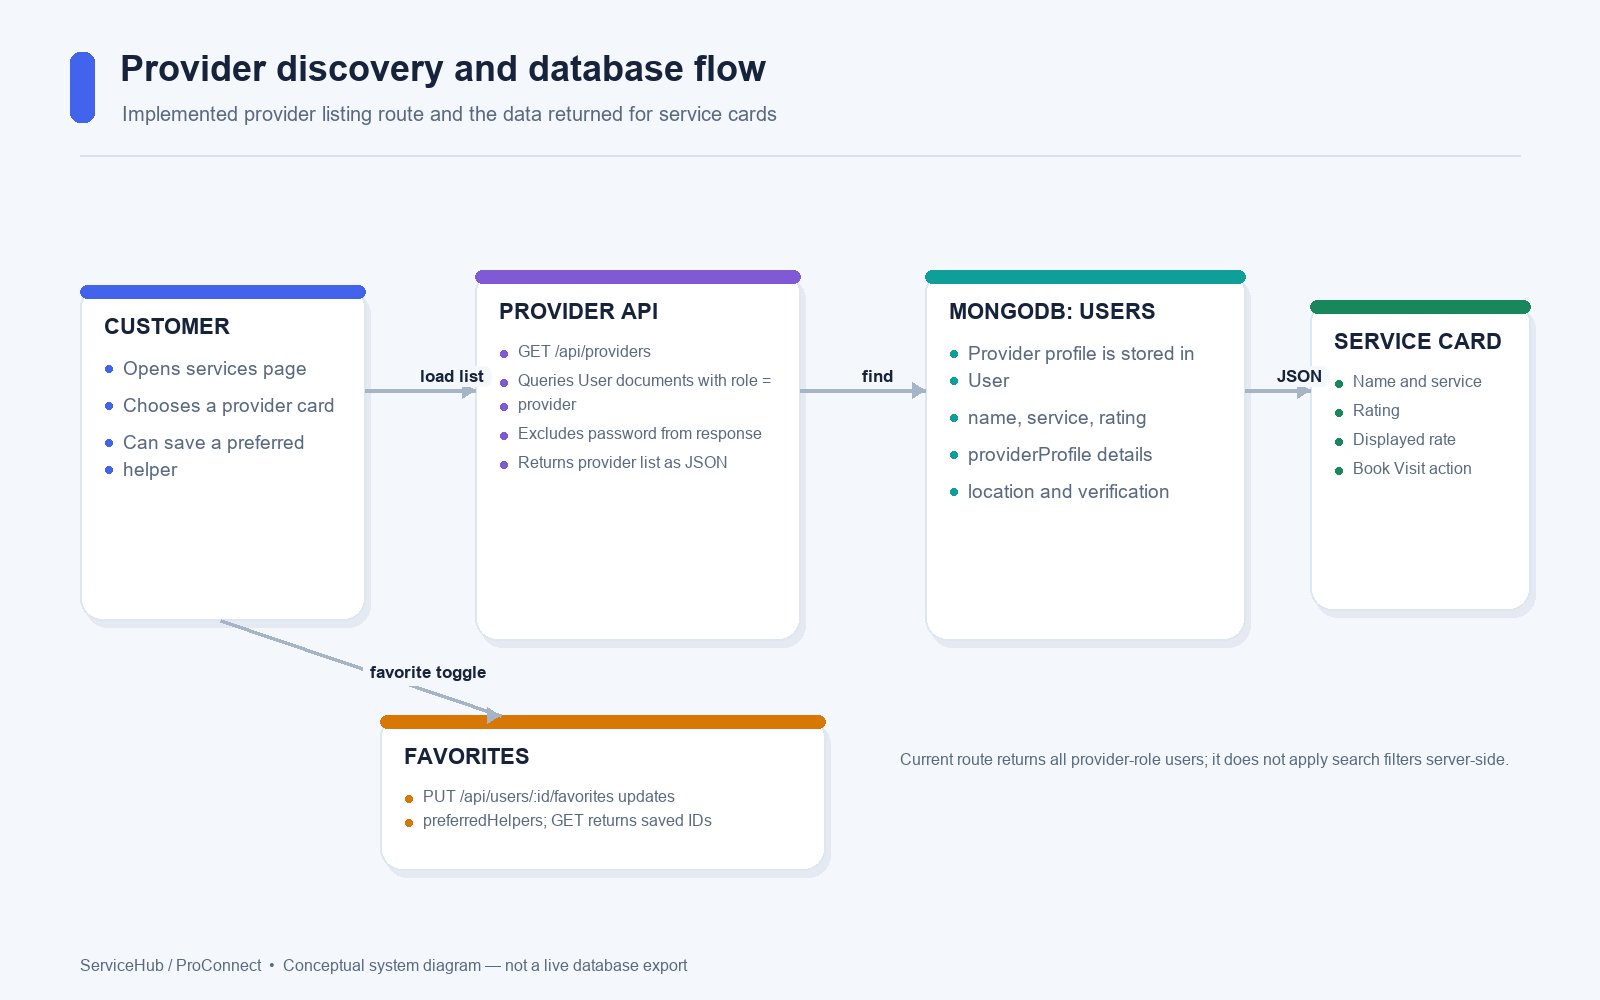 Provider discovery and database flow
Implemented provider listing route and the data returned for service cards
CUSTOMER
Opens services page
Chooses a provider card
Can save a preferred
helper
load list
PROVIDER API
GET /api/providers
Queries User documents with role =
provider
Excludes password from response
Returns provider list as JSON
find
MONGODB: USERS
Provider profile is stored in
User
name, service, rating
providerProfile details
location and verification
JSON
SERVICE CARD
Name and service
Rating
Displayed rate
Book Visit action
favorite toggle
FAVORITES
PUT /api/users/:id/favorites updates
preferredHelpers; GET returns saved IDs
Current route returns all provider-role users; it does not apply search filters server-side.
ServiceHub / ProConnect • Conceptual system diagram — not a live database export